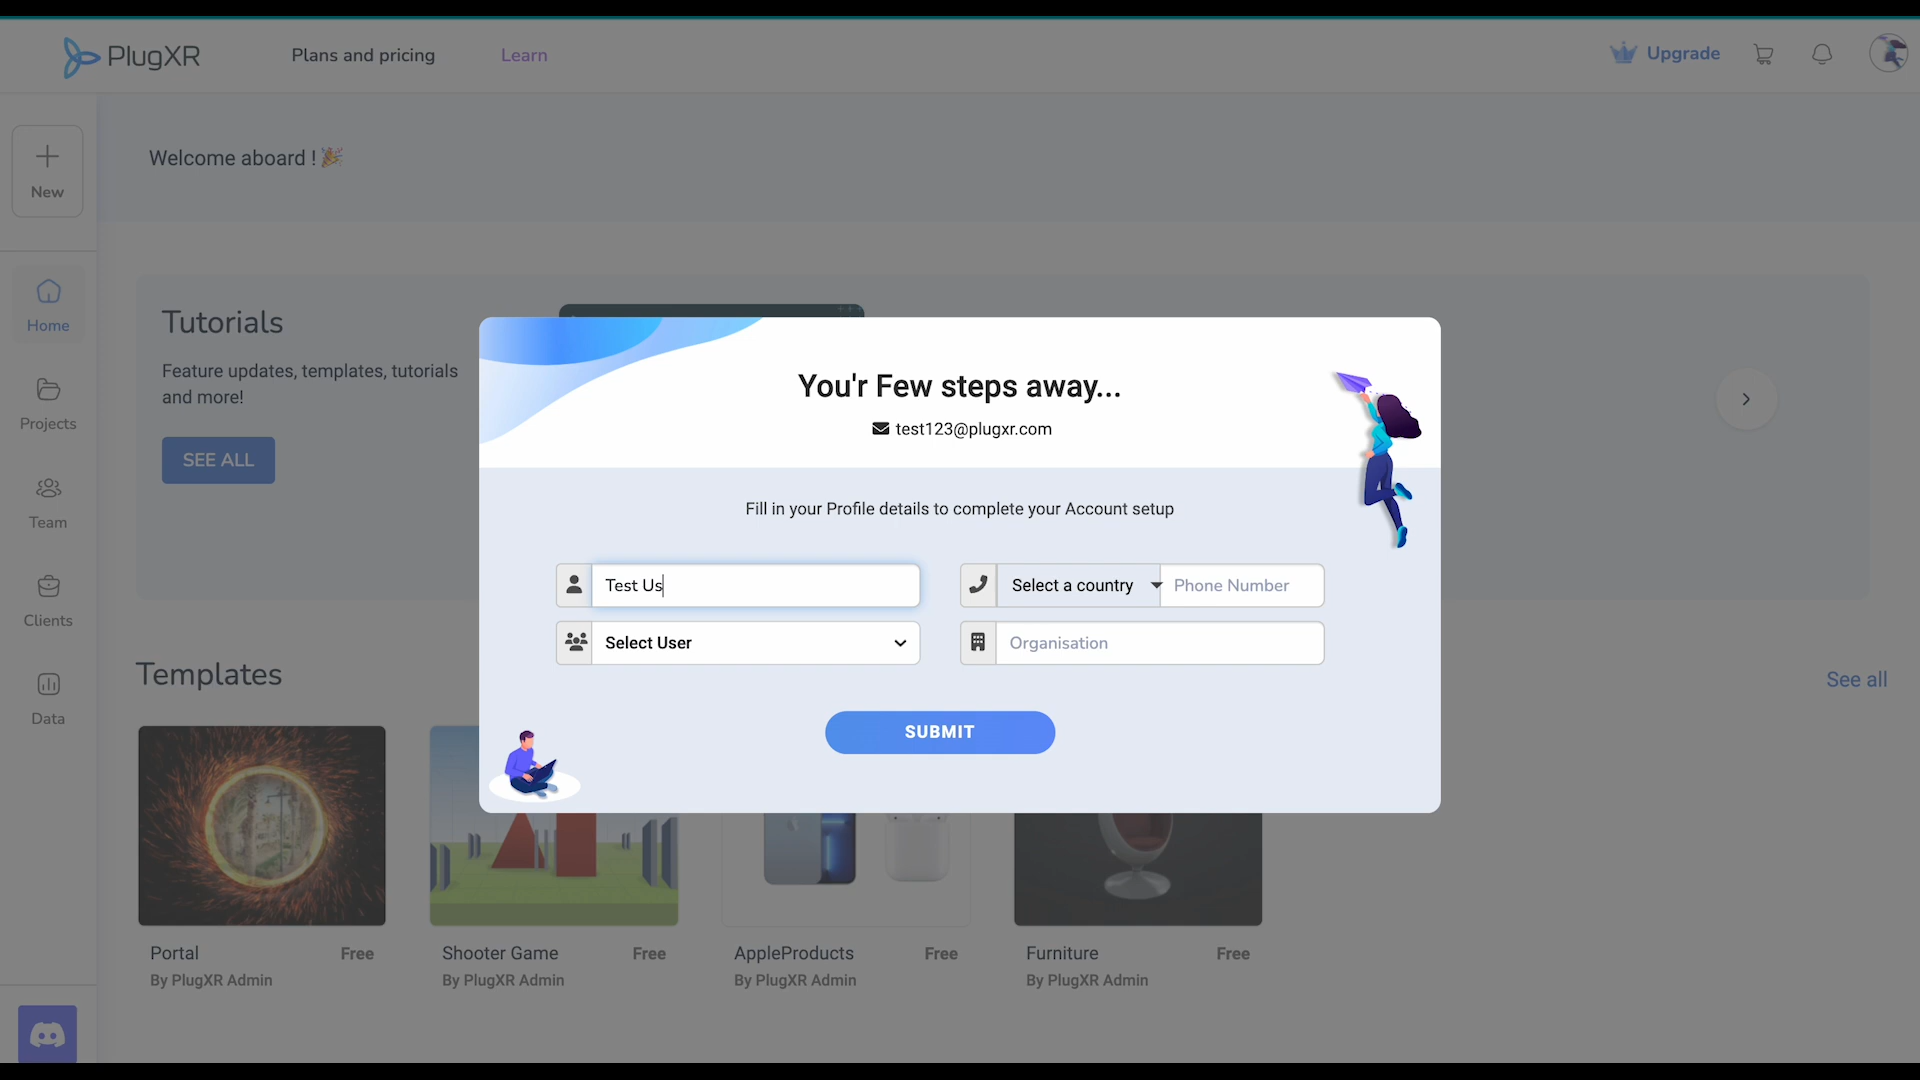 PlugXR
Plans and pricing
Learn
Upgrade
New
Welcome aboard ! 🎉
Home
Projects
Team
Clients
Data
Tutorials
Feature updates, templates, tutorials
and more!
SEE ALL
You'r Few steps away...
test123@plugxr.com
Fill in your Profile details to complete your Account setup
Test Us
Select a country
Phone Number
Select User
Organisation
SUBMIT
Templates
See all
Portal
Free
By PlugXR Admin
Shooter Game
Free
By PlugXR Admin
AppleProducts
Free
By PlugXR Admin
Furniture
Free
By PlugXR Admin